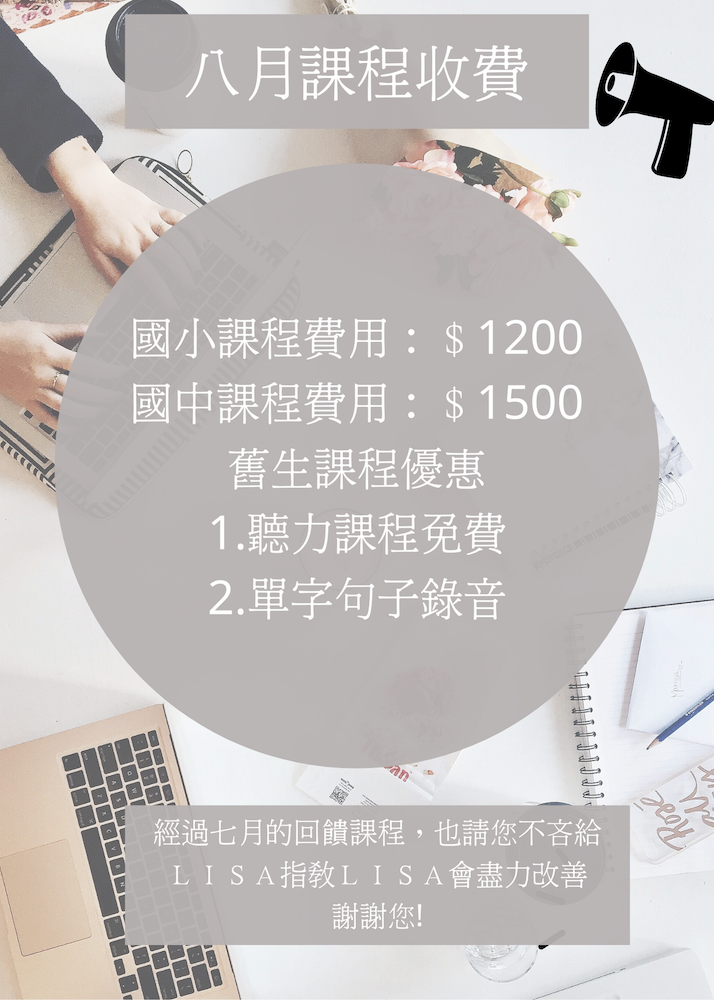 八月課程收費
國小課程費用：＄1200
國中課程費用：＄1500
舊生課程優惠
1.聽力課程免費
2.單字句子錄音
經過七月的回饋課程，也請您不吝給
ＬＩＳＡ指教ＬＩＳＡ會盡力改善
謝謝您!